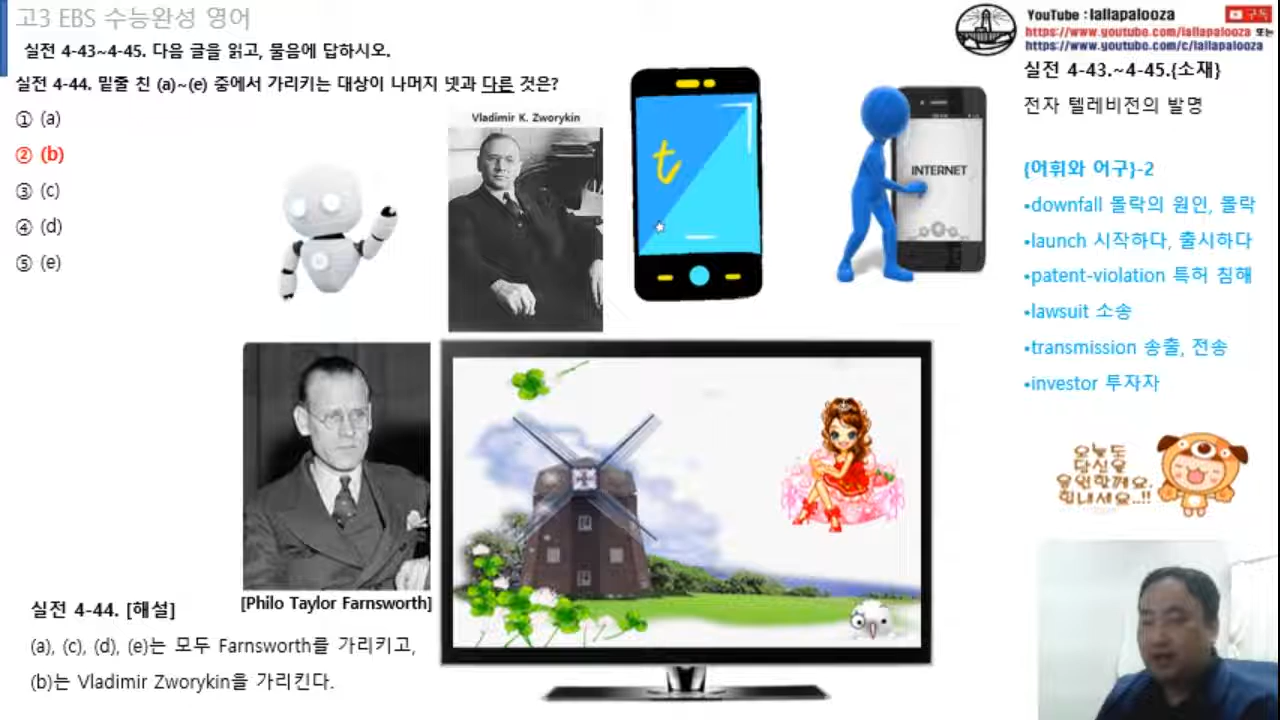 고3 EBS 수능완성 영어
실전 4-43~4-45. 다음 글을 읽고, 물음에 답하시오.
실전 4-44. 밑줄 친 (a)~(e) 중에서 가리키는 대상이 나머지 넷과 다른 것은?
① (a)
② (b)
③ (c)
④ (d)
⑤ (e)
Vladimir K. Zworykin
t
INTERNET
[Philo Taylor Farnsworth]
실전 4-44. [해설]
(a), (c), (d), (e)는 모두 Farnsworth를 가리키고,
(b)는 Vladimir Zworykin을 가리킨다.
YouTube : lallapalooza
구독
https://www.youtube.com/lallapalooza 또는
https://www.youtube.com/c/lallapalooza
실전 4-43.~4-45.{소재}
전자 텔레비전의 발명
{어휘와 어구}-2
•downfall 몰락의 원인, 몰락
•launch 시작하다, 출시하다
•patent-violation 특허 침해
•lawsuit 소송
•transmission 송출, 전송
•investor 투자자
오늘도
당신을
응원할게요.
힘내세요..!!